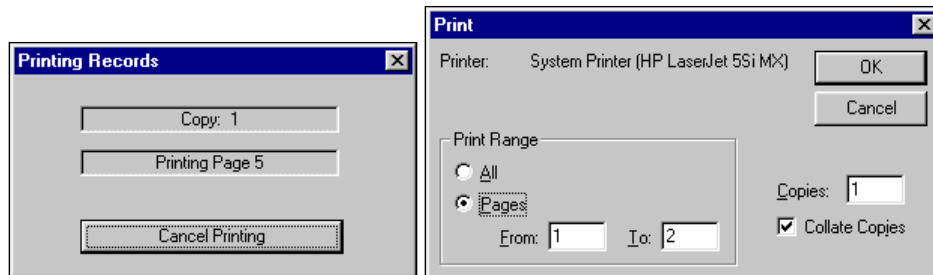 Printing Records
Copy: 1
Printing Page 5
Cancel Printing
Print
Printer: System Printer (HP LaserJet 5Si MX)
OK
Cancel
Print Range
All
Pages
From: 1 To: 2
Copies: 1
Collate Copies